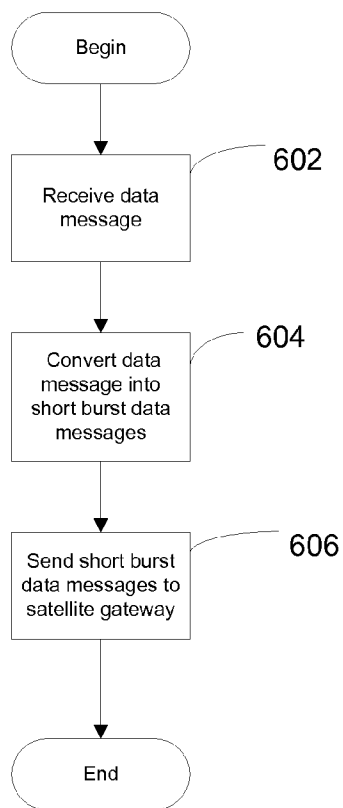 Begin
602
Receive data
message
604
Convert data
message into
short burst data
messages
606
Send short burst
data messages to
satellite gateway
End